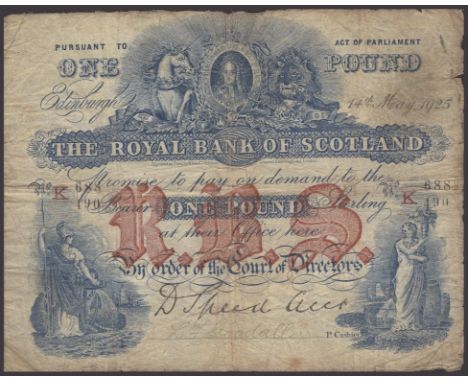 PURSUANT TO ACT OF PARLIAMENT
ONE POUND
Edinburgh 14th May, 1925
THE ROYAL BANK OF SCOTLAND
No K 688/190 No K 688/190
Promise to pay on demand to the
Bearer ONE POUND Sterling
R.B.S.
at their Office here
By Order of the Court of Directors
D Speed Acct
P. Cashier